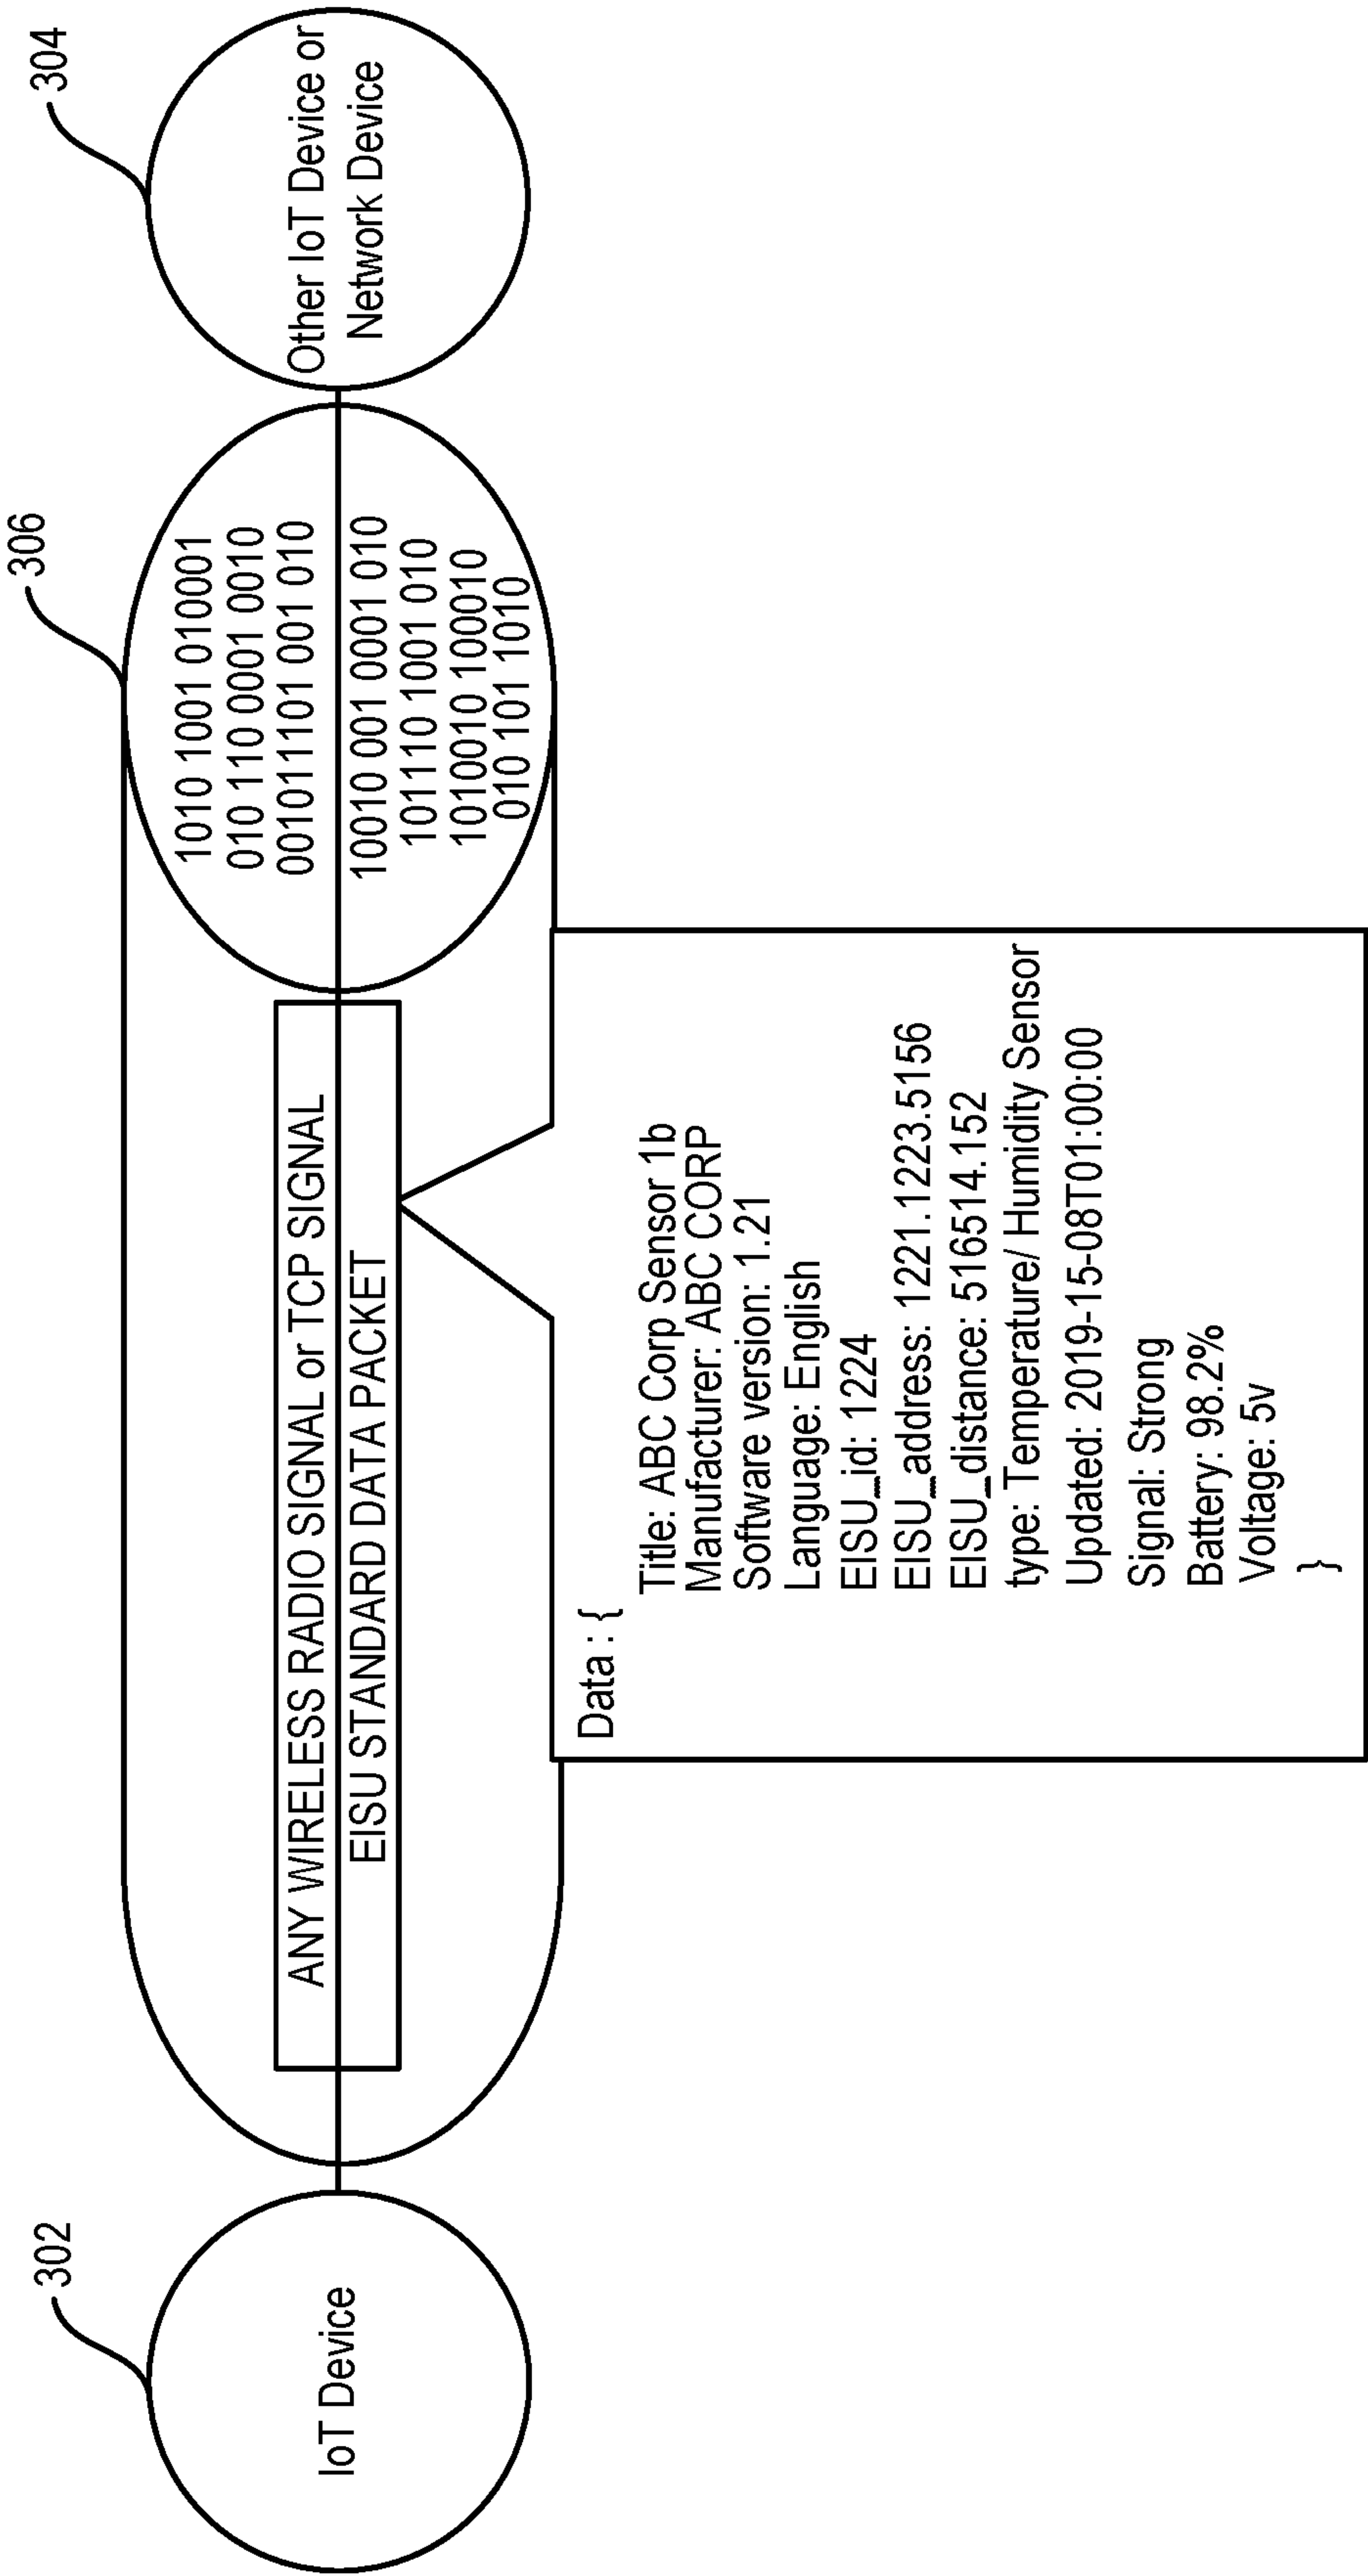 302
306
304
IoT Device
ANY WIRELESS RADIO SIGNAL or TCP SIGNAL
EISU STANDARD DATA PACKET
1010 1001 010001
010 110 0001 0010
001011101 001 010
10010 001 0001 010
101110 1001 010
1010010 100010
010 101 1010
Other IoT Device or
Network Device
Data : {
Title: ABC Corp Sensor 1b
Manufacturer: ABC CORP
Software version: 1.21
Language: English
EISU_id: 1224
EISU_address: 1221.1223.5156
EISU_distance: 516514.152
type: Temperature/ Humidity Sensor
Updated: 2019-15-08T01:00:00
Signal: Strong
Battery: 98.2%
Voltage: 5v
}